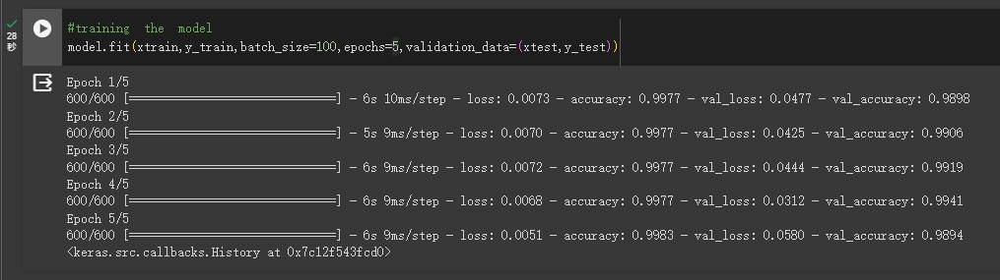 28
秒
#training the model
model.fit(xtrain,y_train,batch_size=100,epochs=5,validation_data=(xtest,y_test))
Epoch 1/5
600/600 [==============================] - 6s 10ms/step - loss: 0.0073 - accuracy: 0.9977 - val_loss: 0.0477 - val_accuracy: 0.9898
Epoch 2/5
600/600 [==============================] - 5s 9ms/step - loss: 0.0070 - accuracy: 0.9977 - val_loss: 0.0425 - val_accuracy: 0.9906
Epoch 3/5
600/600 [==============================] - 6s 9ms/step - loss: 0.0072 - accuracy: 0.9977 - val_loss: 0.0444 - val_accuracy: 0.9919
Epoch 4/5
600/600 [==============================] - 6s 9ms/step - loss: 0.0068 - accuracy: 0.9977 - val_loss: 0.0312 - val_accuracy: 0.9941
Epoch 5/5
600/600 [==============================] - 6s 9ms/step - loss: 0.0051 - accuracy: 0.9983 - val_loss: 0.0580 - val_accuracy: 0.9894
<keras.src.callbacks.History at 0x7c12f543fcd0>